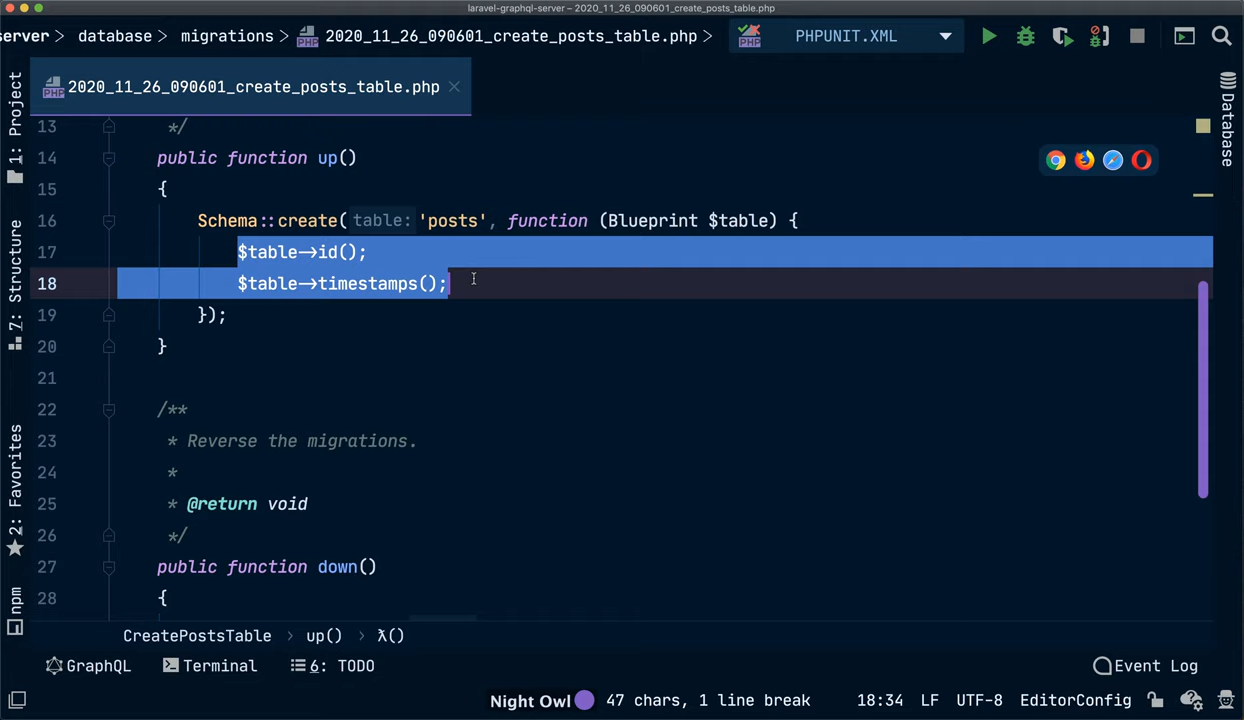 laravel-graphql-server – 2020_11_26_090601_create_posts_table.php
server > database > migrations > 2020_11_26_090601_create_posts_table.php > PHPUNIT.XML
2020_11_26_090601_create_posts_table.php
1: Project
Database
13 */
14 public function up()
15 {
16 Schema::create( table: 'posts', function (Blueprint $table) {
17 $table->id();
18 $table->timestamps();
19 });
20 }
21
22 /**
23 * Reverse the migrations.
24 *
25 * @return void
26 */
27 public function down()
28 {
7: Structure
2: Favorites
npm
CreatePostsTable > up() > λ()
GraphQL Terminal 6: TODO Event Log
Night Owl 47 chars, 1 line break 18:34 LF UTF-8 EditorConfig